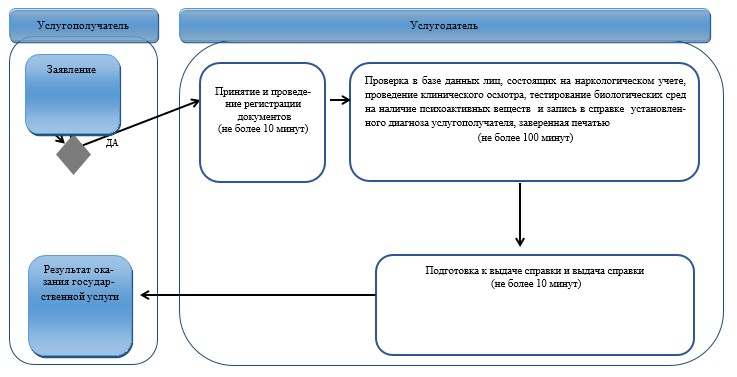 Услугополучатель
Услугодатель
Заявление
ДА
Принятие и проведе-
ние регистрации
документов
(не более 10 минут)
Проверка в базе данных лиц, состоящих на наркологическом учете,
проведение клинического осмотра, тестирование биологических сред
на наличие психоактивных веществ и запись в справке установлен-
ного диагноза услугополучателя, заверенная печатью
(не более 100 минут)
Подготовка к выдаче справки и выдача справки
(не более 10 минут)
Результат ока-
зания государ-
ственной услуги